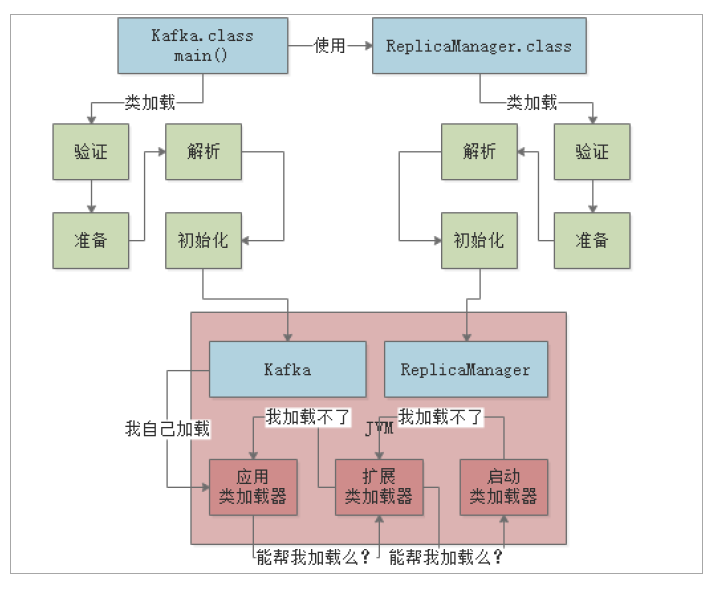 Kafka.class
main()
使用
ReplicaManager.class
类加载
类加载
验证
解析
解析
验证
准备
初始化
初始化
准备
Kafka
ReplicaManager
我自己加载
我加载不了
我加载不了
JVM
应用
类加载器
扩展
类加载器
启动
类加载器
能帮我加载么?
能帮我加载么?